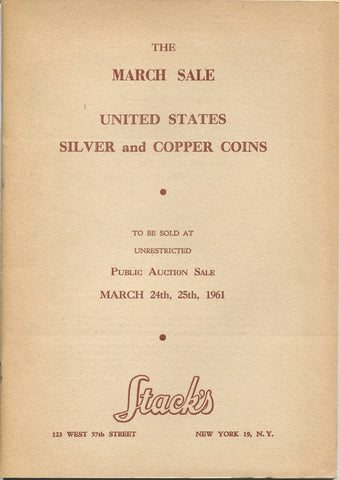 THE
MARCH SALE
UNITED STATES
SILVER and COPPER COINS
TO BE SOLD AT
UNRESTRICTED
PUBLIC AUCTION SALE
MARCH 24th, 25th, 1961
Stack's
123 WEST 57th STREET NEW YORK 19, N. Y.